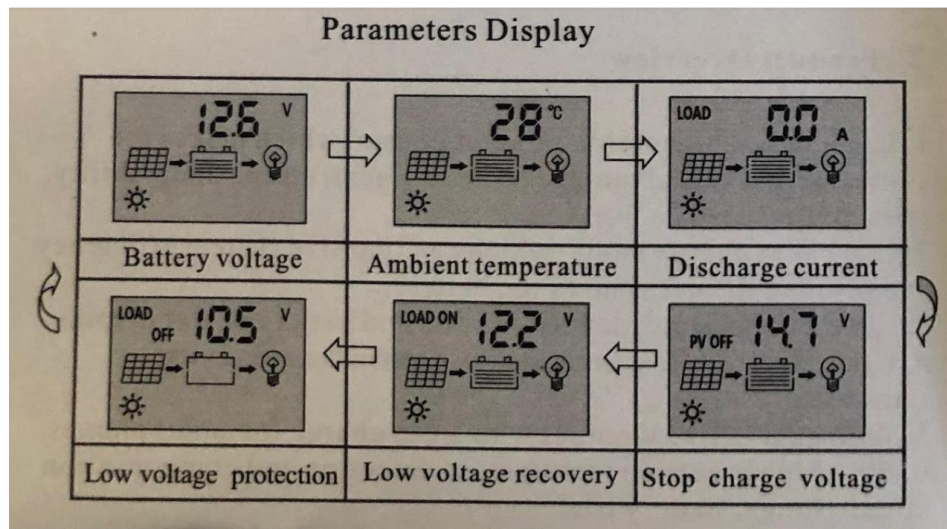 Parameters Display
12.6 V
28 °C
LOAD 0.0 A
Battery voltage
Ambient temperature
Discharge current
LOAD OFF 10.5 V
LOAD ON 12.2 V
PV OFF 14.7 V
Low voltage protection
Low voltage recovery
Stop charge voltage